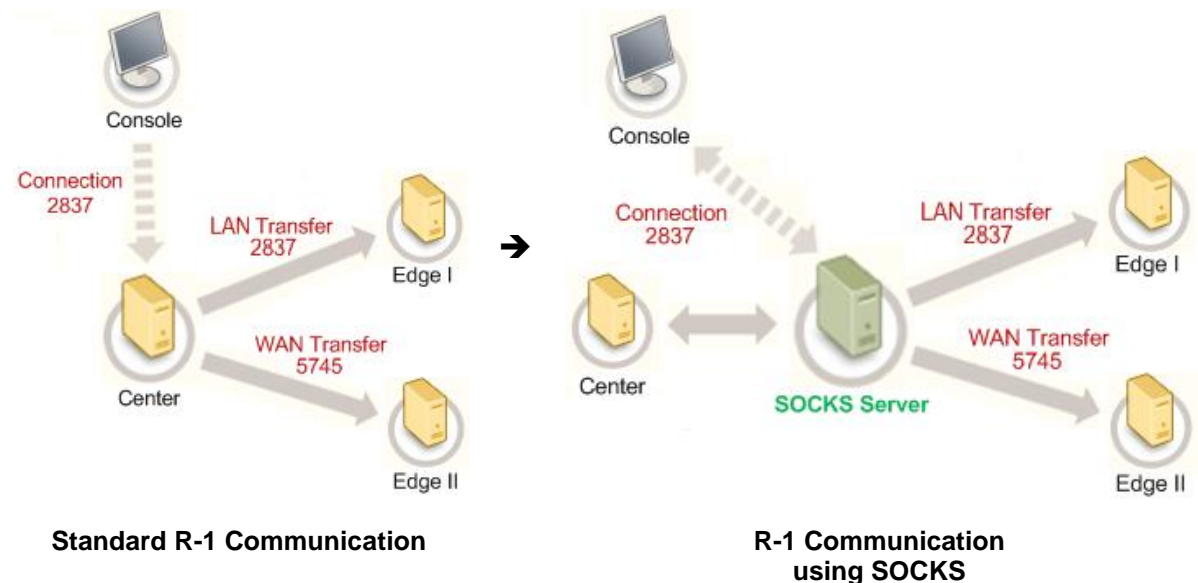 Console
Connection
2837
LAN Transfer
2837
Edge I
Center
WAN Transfer
5745
Edge II
Standard R-1 Communication
➔
Console
Connection
2837
LAN Transfer
2837
Edge I
Center
SOCKS Server
WAN Transfer
5745
Edge II
R-1 Communication
using SOCKS